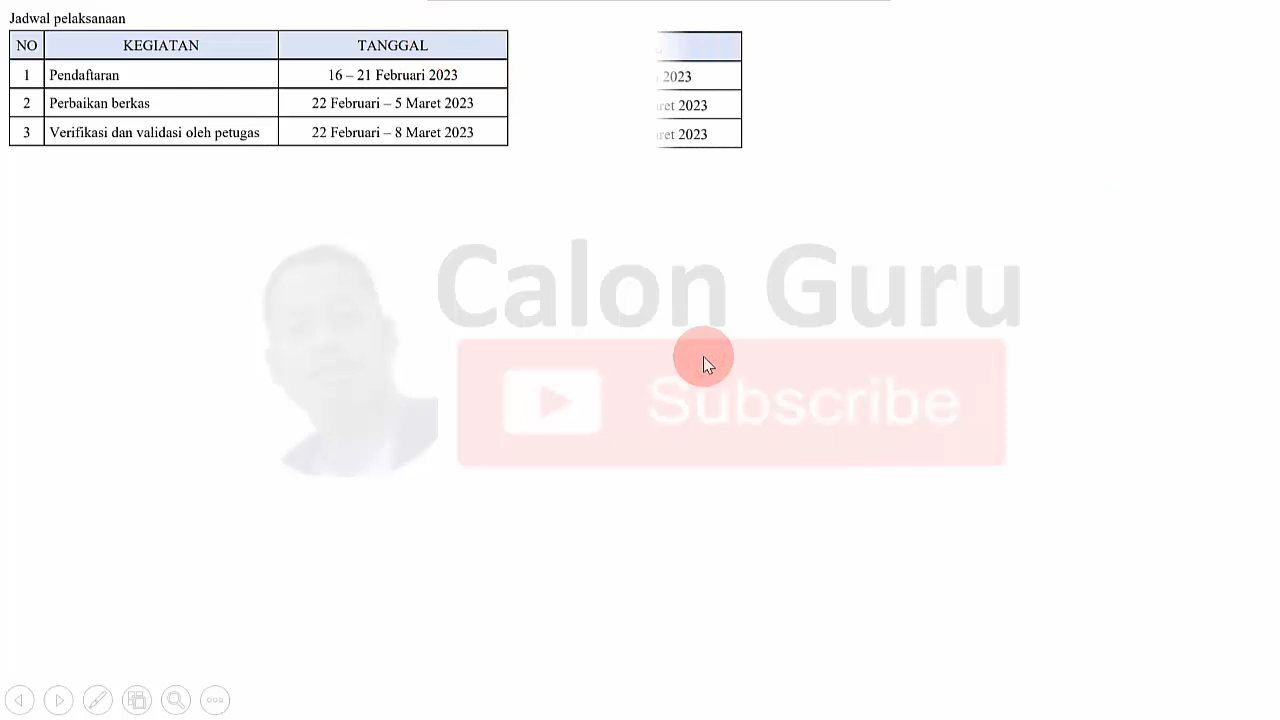 Jadwal pelaksanaan
NO KEGIATAN TANGGAL
1 Pendaftaran 16 – 21 Februari 2023
2 Perbaikan berkas 22 Februari – 5 Maret 2023
3 Verifikasi dan validasi oleh petugas 22 Februari – 8 Maret 2023
2023
2023
2023
Calon Guru
Subscribe